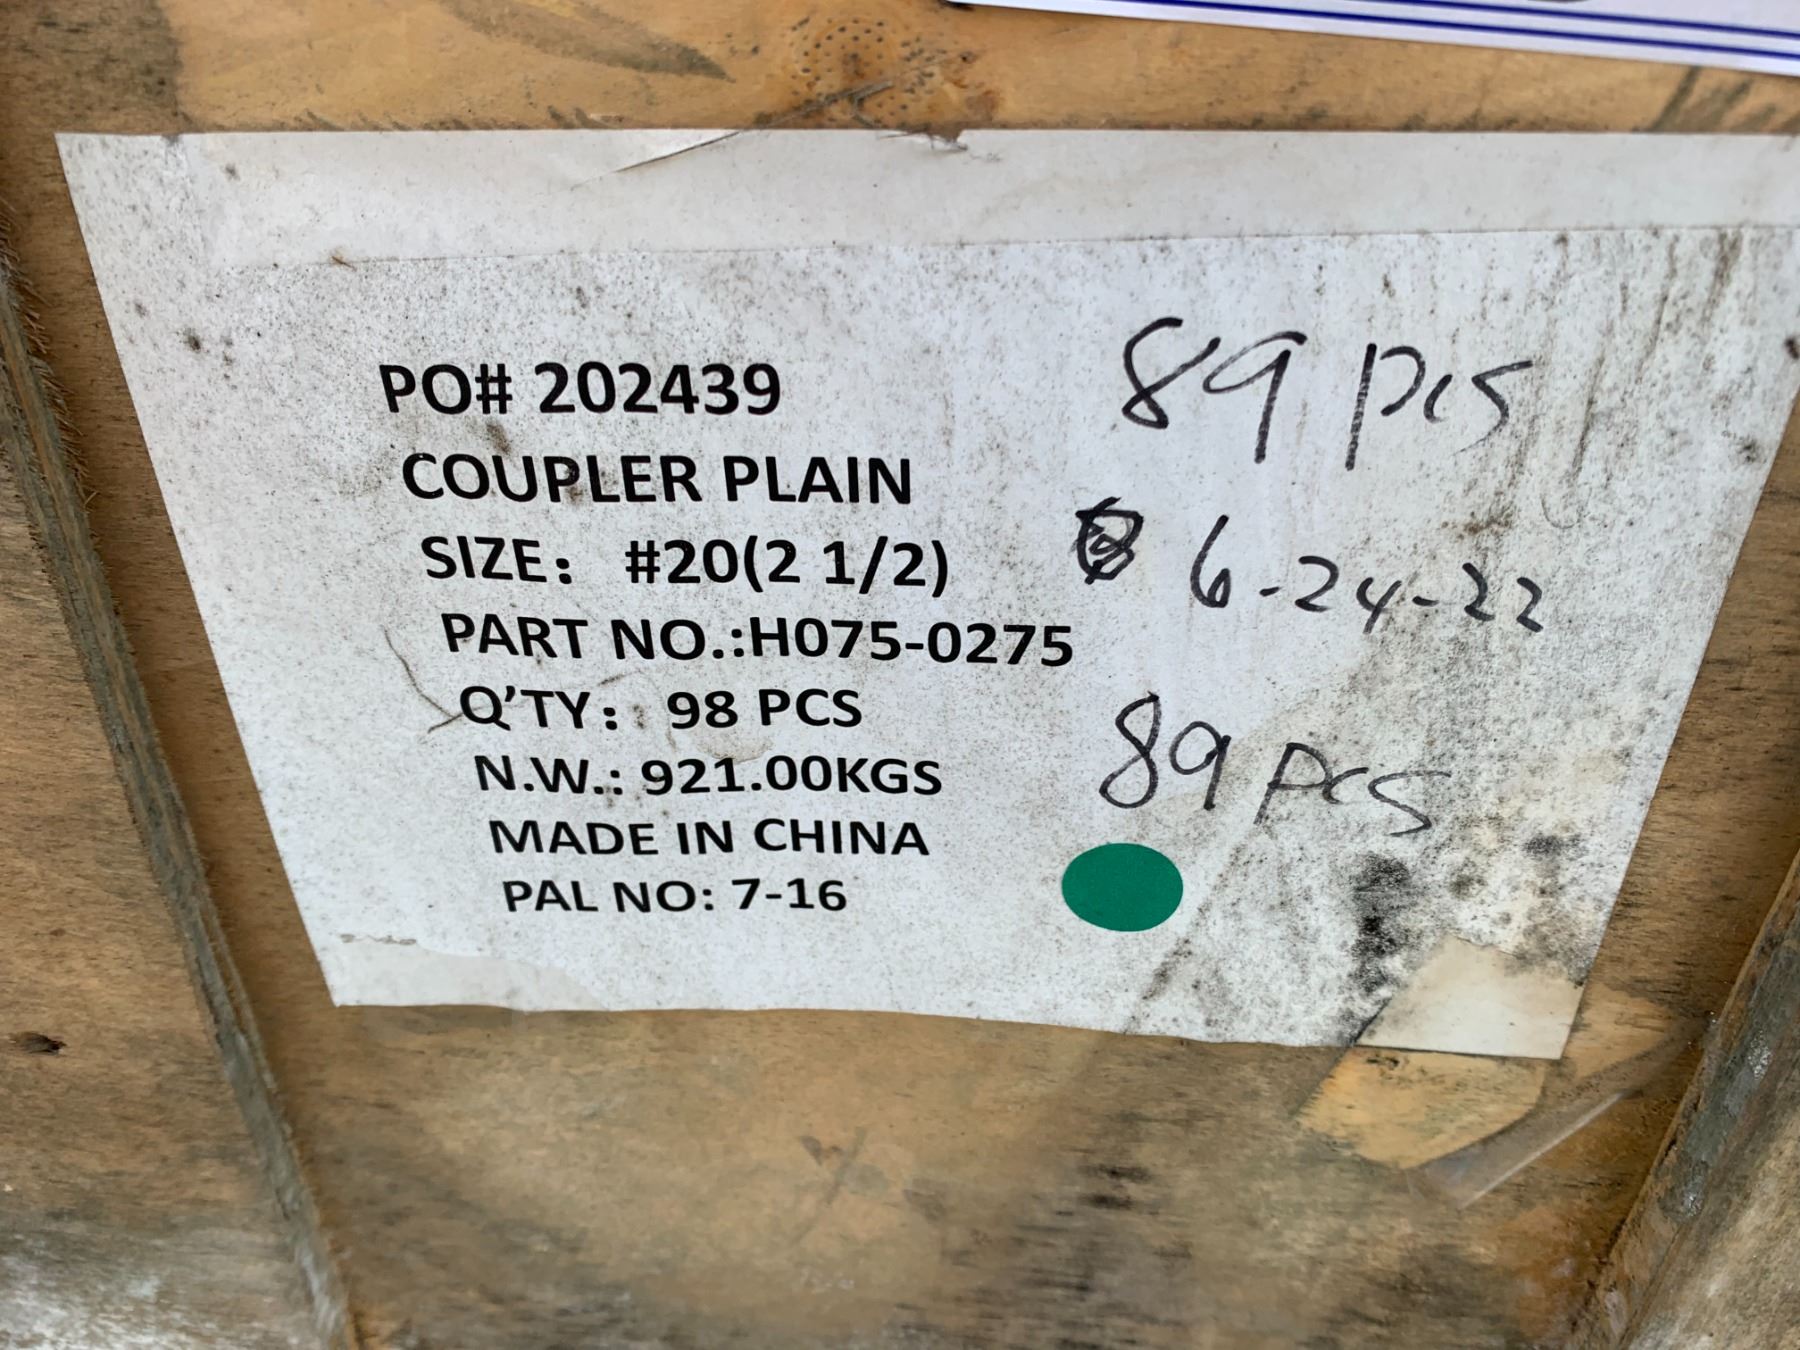 PO# 202439
COUPLER PLAIN
SIZE： #20(2 1/2)
PART NO.:H075-0275
Q’TY： 98 PCS
N.W.: 921.00KGS
MADE IN CHINA
PAL NO: 7-16
89 pcs
6-24-22
89 pcs